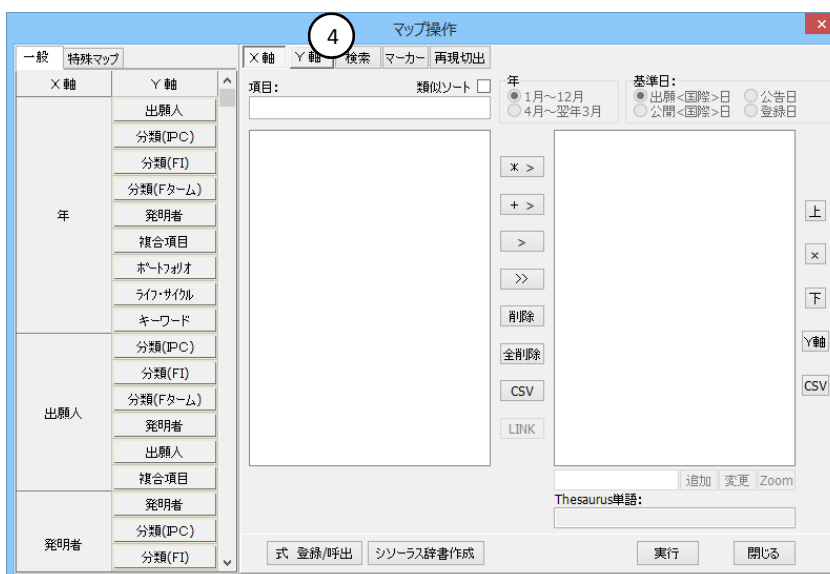 マップ操作
×
4
一般 特殊マップ
X軸 Y軸 検索 マーカー 再現切出
X軸 Y軸
年
出願人
分類(IPC)
分類(FI)
分類(Fターム)
発明者
複合項目
ポートフォリオ
ライフ・サイクル
キーワード
出願人
分類(IPC)
分類(FI)
分類(Fターム)
発明者
出願人
複合項目
発明者
発明者
分類(IPC)
分類(FI)
項目: 類似ソート
年
1月～12月
4月～翌年3月
基準日:
出願<国際>日 公告日
公開<国際>日 登録日
* >
+ >
>
>>
削除
全削除
CSV
LINK
上
×
下
Y軸
CSV
追加 変更 Zoom
Thesaurus単語:
式 登録/呼出 シソーラス辞書作成 実行 閉じる